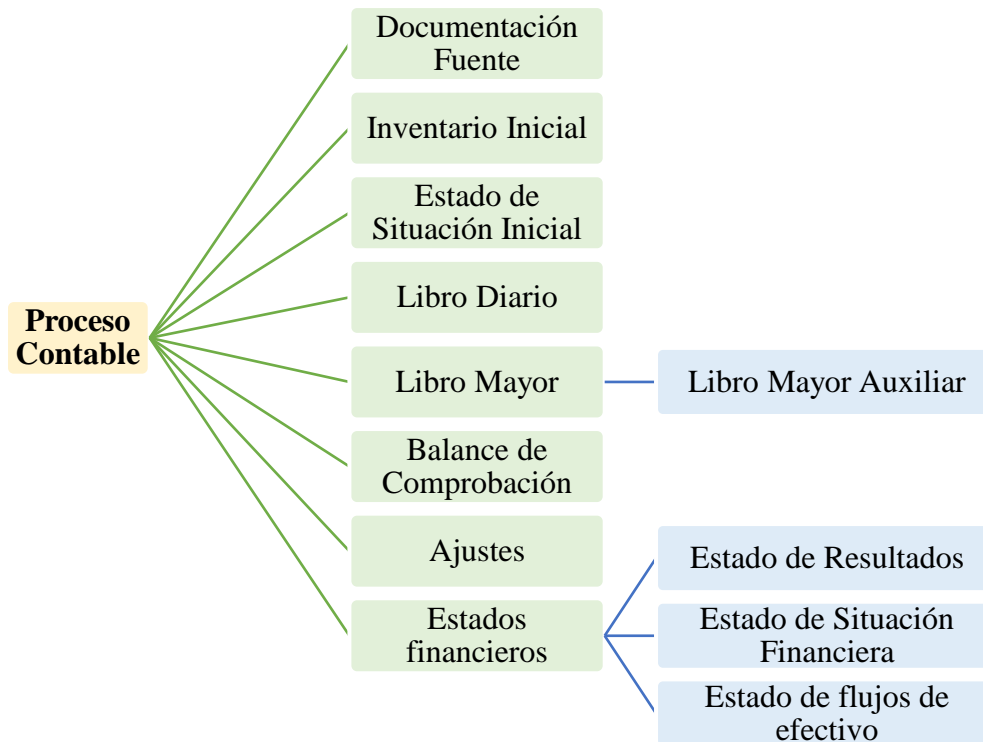 Documentación
Fuente
Inventario Inicial
Estado de
Situación Inicial
Libro Diario
Proceso
Contable
Libro Mayor
Libro Mayor Auxiliar
Balance de
Comprobación
Ajustes
Estados
financieros
Estado de Resultados
Estado de Situación
Financiera
Estado de flujos de
efectivo